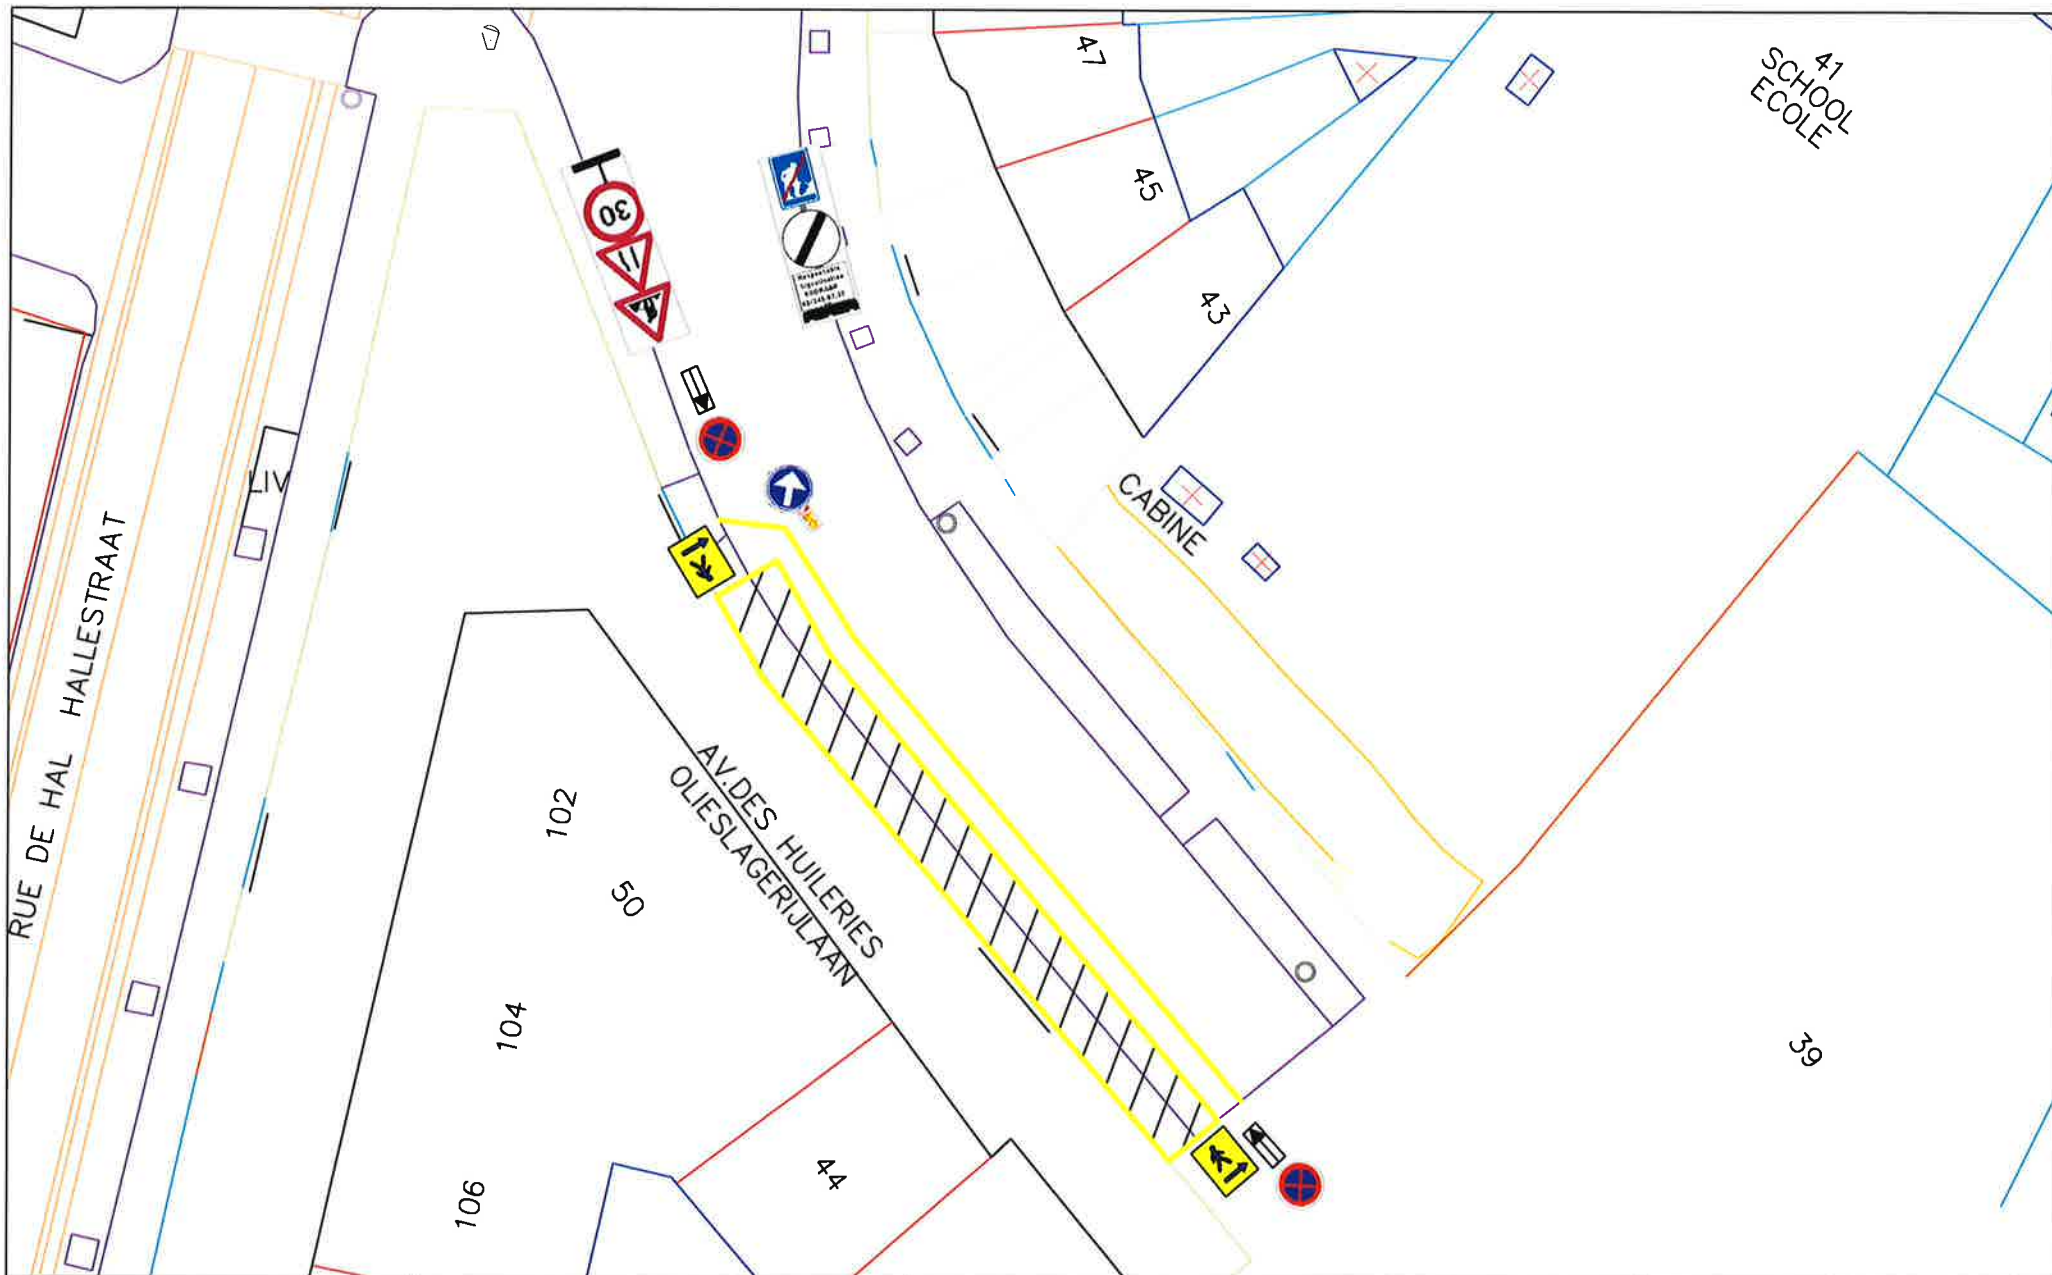 47
41
SCHOOL
ECOLE
45
43
30
LIV
CABINE
RUE DE HAL HALLESTRAAT
AV.DES HUILERIES
OLIESLAGERIJLAAN
102
50
104
106
44
39